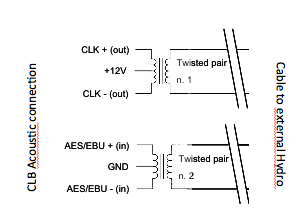 CLB Acoustic connection
CLK + (out)
+12V
CLK - (out)
Twisted pair
n. 1
AES/EBU + (in)
GND
AES/EBU - (in)
Twisted pair
n. 2
Cable to external Hydro